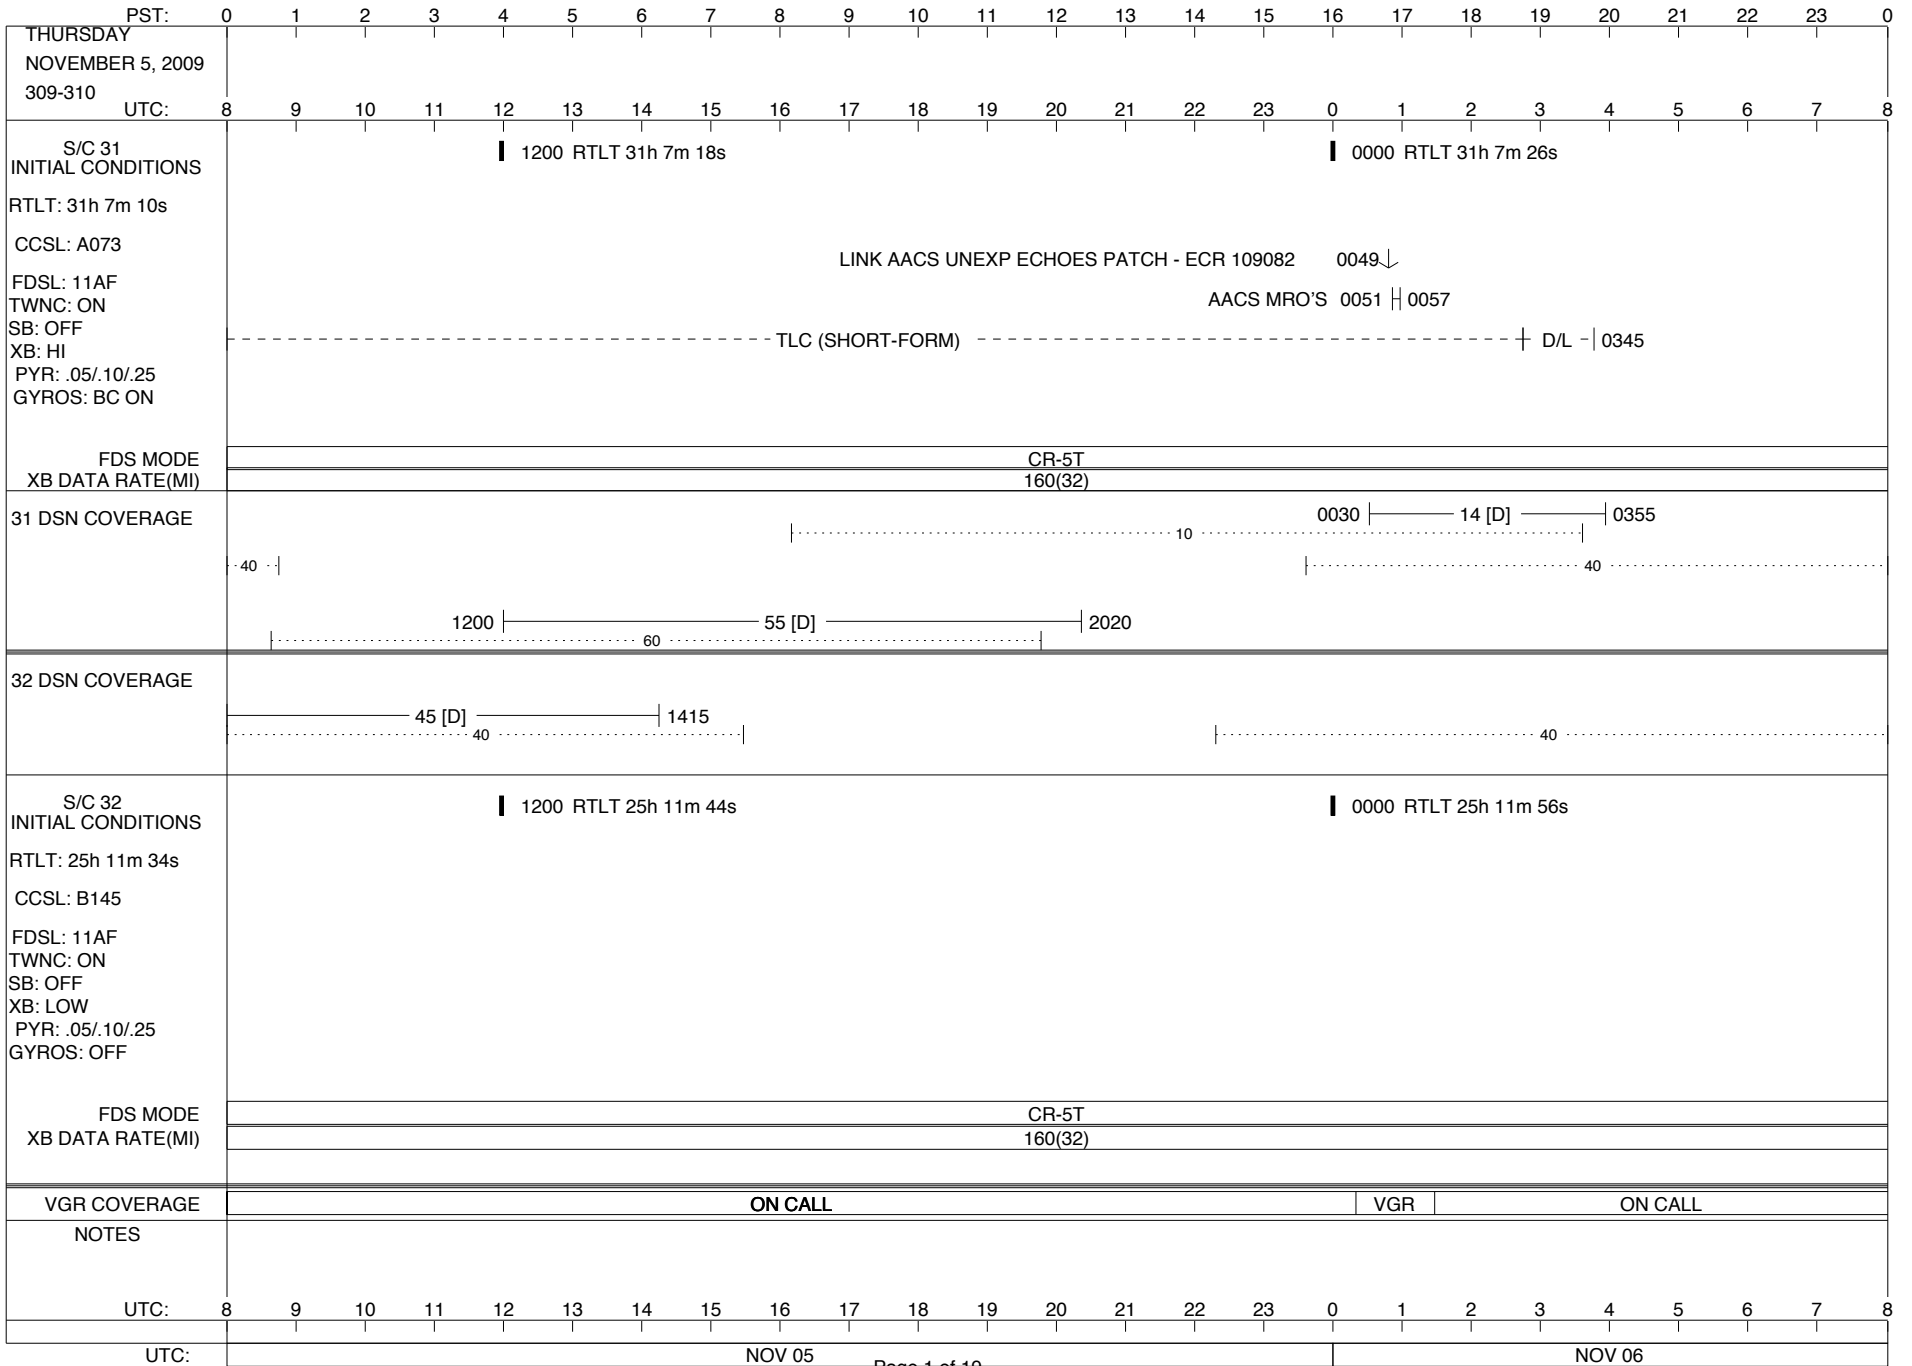 PST: 0 1 2 3 4 5 6 7 8 9 10 11 12 13 14 15 16 17 18 19 20 21 22 23 0
THURSDAY
NOVEMBER 5, 2009
309-310
UTC: 8 9 10 11 12 13 14 15 16 17 18 19 20 21 22 23 0 1 2 3 4 5 6 7 8
S/C 31
INITIAL CONDITIONS
1200 RTLT 31h 7m 18s
0000 RTLT 31h 7m 26s
RTLT: 31h 7m 10s
CCSL: A073
LINK AACS UNEXP ECHOES PATCH - ECR 109082 0049
FDSL: 11AF
AACS MRO'S 0051 0057
TWNC: ON
SB: OFF
TLC (SHORT-FORM) D/L 0345
XB: HI
PYR: .05/.10/.25
GYROS: BC ON
FDS MODE CR-5T
XB DATA RATE(MI) 160(32)
31 DSN COVERAGE
0030 14 [D] 0355
10
40 40
1200 55 [D] 2020
60
32 DSN COVERAGE
45 [D] 1415
40 40
S/C 32
INITIAL CONDITIONS
1200 RTLT 25h 11m 44s
0000 RTLT 25h 11m 56s
RTLT: 25h 11m 34s
CCSL: B145
FDSL: 11AF
TWNC: ON
SB: OFF
XB: LOW
PYR: .05/.10/.25
GYROS: OFF
FDS MODE CR-5T
XB DATA RATE(MI) 160(32)
VGR COVERAGE ON CALL VGR ON CALL
NOTES
UTC: 8 9 10 11 12 13 14 15 16 17 18 19 20 21 22 23 0 1 2 3 4 5 6 7 8
UTC: NOV 05 NOV 06
Page 1 of 19